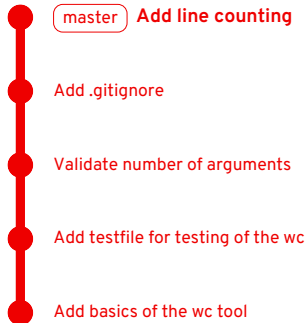 master Add line counting
Add .gitignore
Validate number of arguments
Add testfile for testing of the wc
Add basics of the wc tool